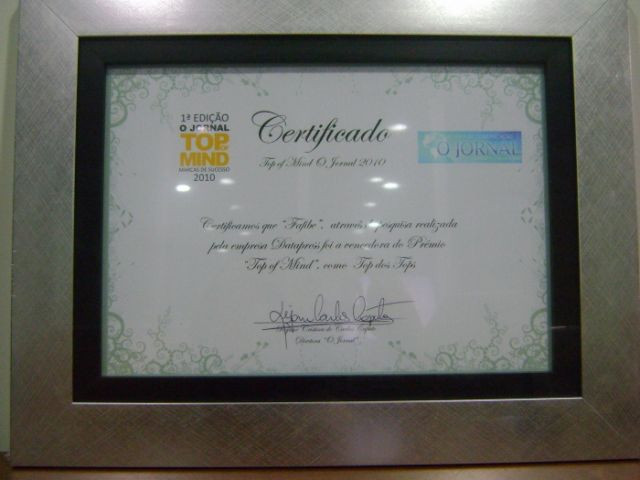 1ª EDIÇÃO
O JORNAL
TOP
MIND
MARCAS DE SUCESSO
2010
Certificado
Top of Mind O Jornal 2010
O JORNAL
Certificamos que "Fafibe", através de pesquisa realizada
pela empresa Datapress foi a vencedora do Prêmio
"Top of Mind", como Top dos Tops
Diretora "O Jornal"